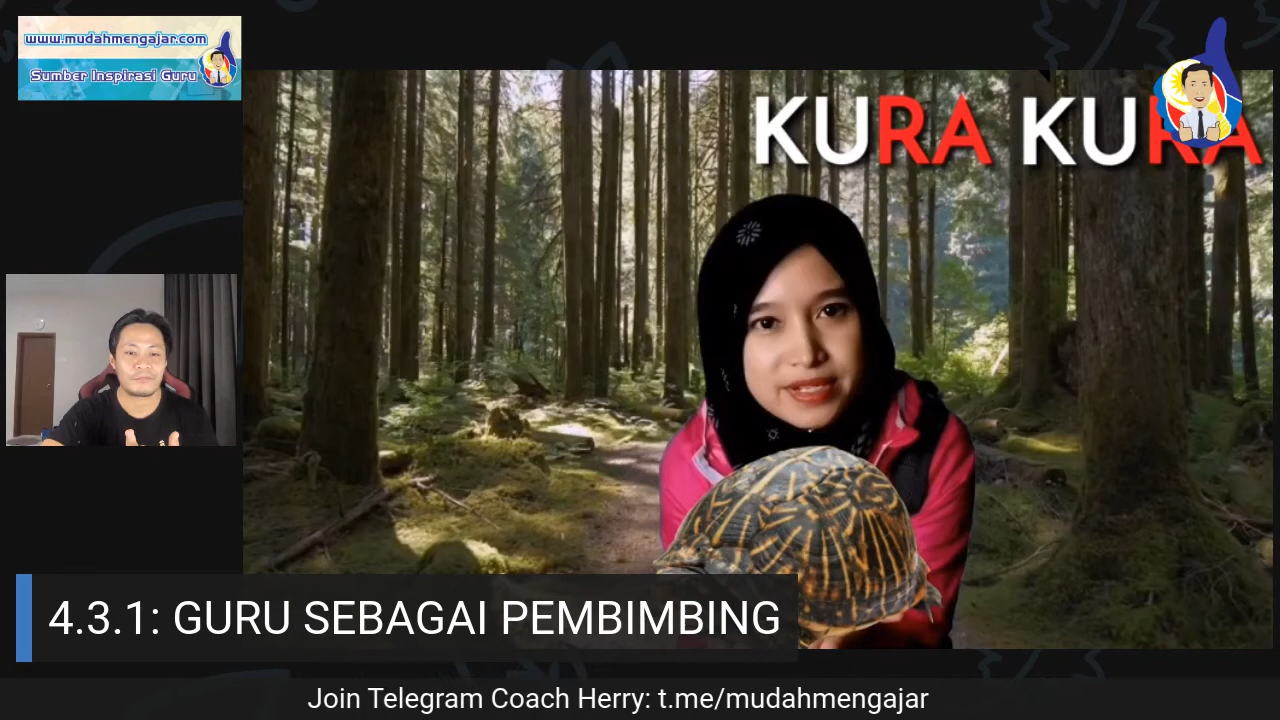 www.mudahmengajar.com
Sumber Inspirasi Guru
KURA KURA
4.3.1: GURU SEBAGAI PEMBIMBING
Join Telegram Coach Herry: t.me/mudahmengajar